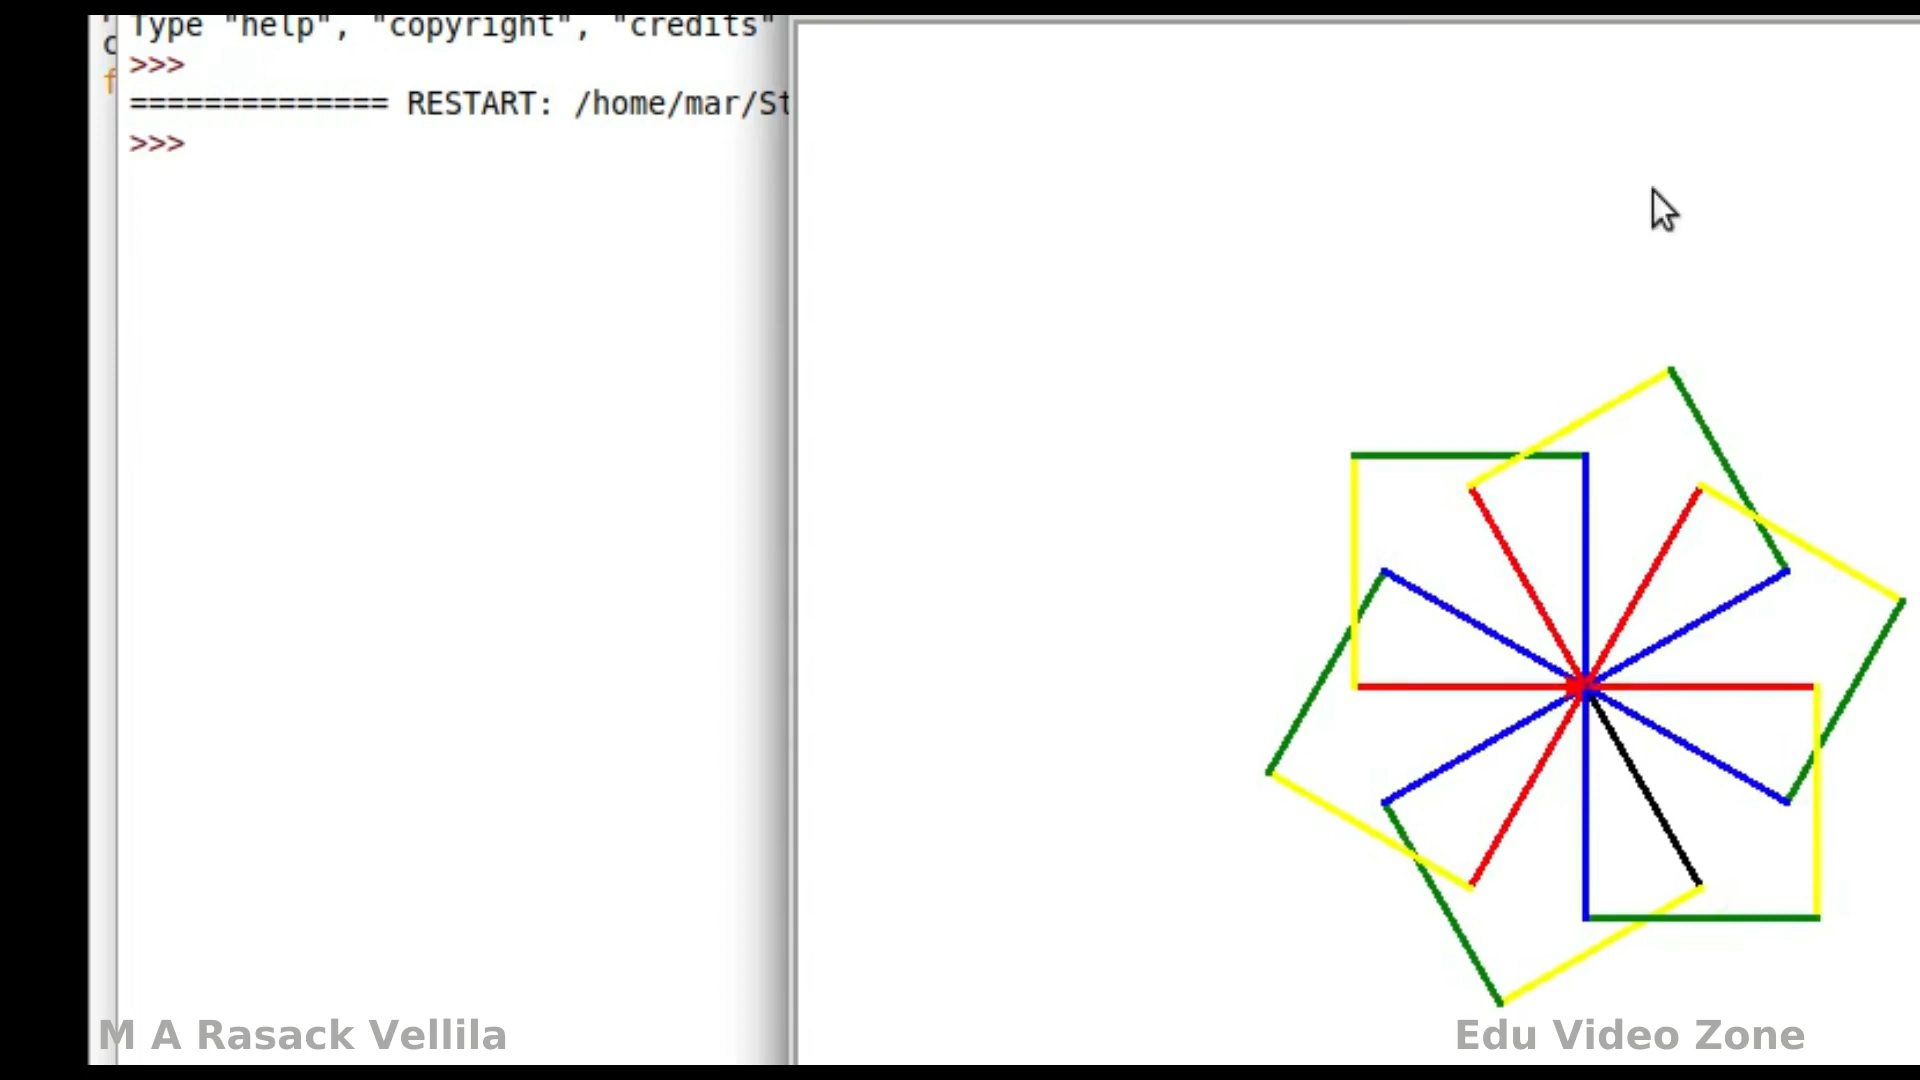 c
f
Type "help", "copyright", "credits"
>>>
============== RESTART: /home/mar/St
>>>
M A Rasack Vellila
Edu Video Zone